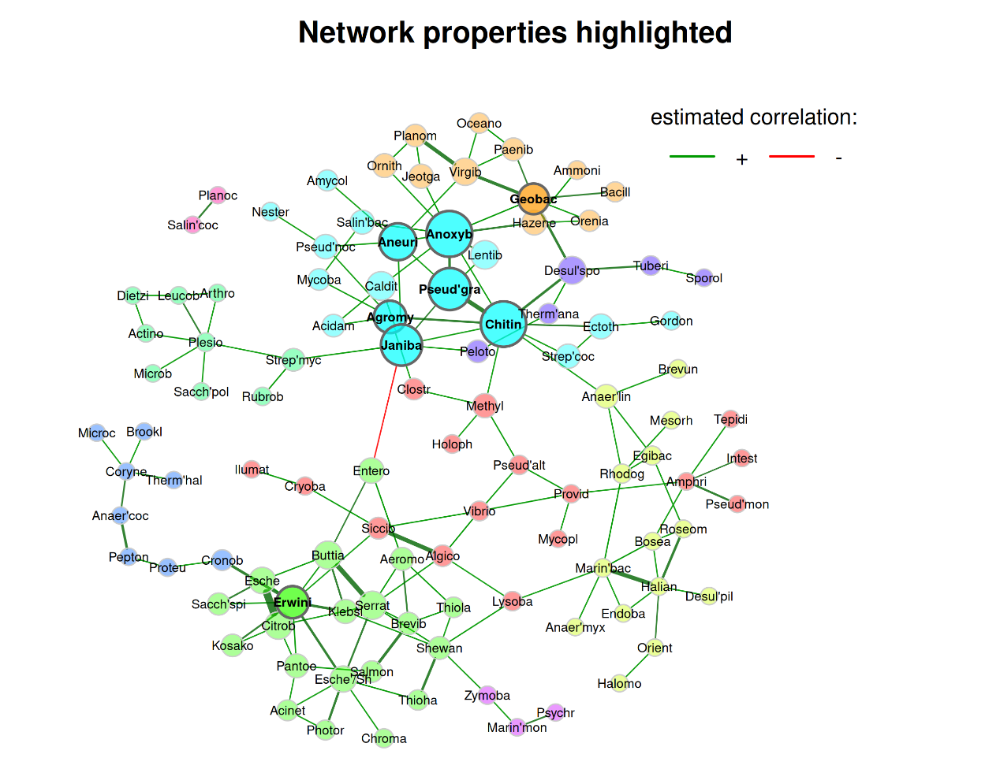 Network properties highlighted
estimated correlation:
+ -
Oceano
Planom
Paenib
Ornith
Jeotga
Virgib
Ammoni
Amycol
Bacill
Planoc
Geobac
Nester
Salin'coc
Salin'bac
Hazene
Orenia
Anoxyb
Aneuri
Pseud'noc
Lentib
Desul'spo
Tuberi
Sporol
Mycoba
Caldit
Pseud'gra
Dietzi
Leucob
Arthro
Therm'ana
Agromy
Chitin
Gordon
Acidam
Ectoth
Actino
Plesio
Janiba
Peloto
Strep'coc
Strep'myc
Brevun
Microb
Sacch'pol
Rubrob
Clostr
Anaer'lin
Methyl
Mesorh
Tepidi
Microc
Brookl
Holoph
Egibac
Intest
Pseud'alt
Ilumat
Entero
Coryne
Therm'hal
Rhodog
Amphri
Cryoba
Provid
Pseud'mon
Anaer'coc
Vibrio
Siccib
Roseom
Mycopl
Bosea
Pepton
Proteu
Cronob
Buttia
Aeromo
Algico
Marin'bac
Esche
Halian
Desul'pil
Sacch'spi
Erwini
Klebsi
Serrat
Thiola
Lysoba
Endoba
Citrob
Brevib
Anaer'myx
Kosako
Shewan
Orient
Pantoe
Salmon
Esche'/Sh
Halomo
Thioha
Zymoba
Acinet
Psychr
Photor
Marin'mon
Chroma